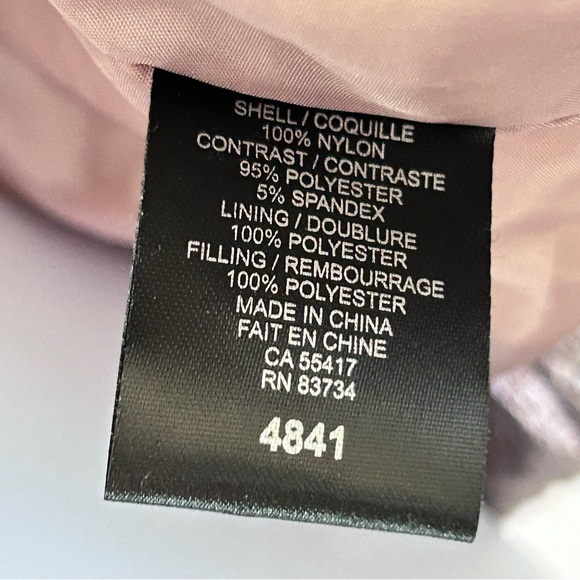 SHELL / COQUILLE
100% NYLON
CONTRAST / CONTRASTE
95% POLYESTER
5% SPANDEX
LINING / DOUBLURE
100% POLYESTER
FILLING / REMBOURRAGE
100% POLYESTER
MADE IN CHINA
FAIT EN CHINE
CA 55417
RN 83734
4841